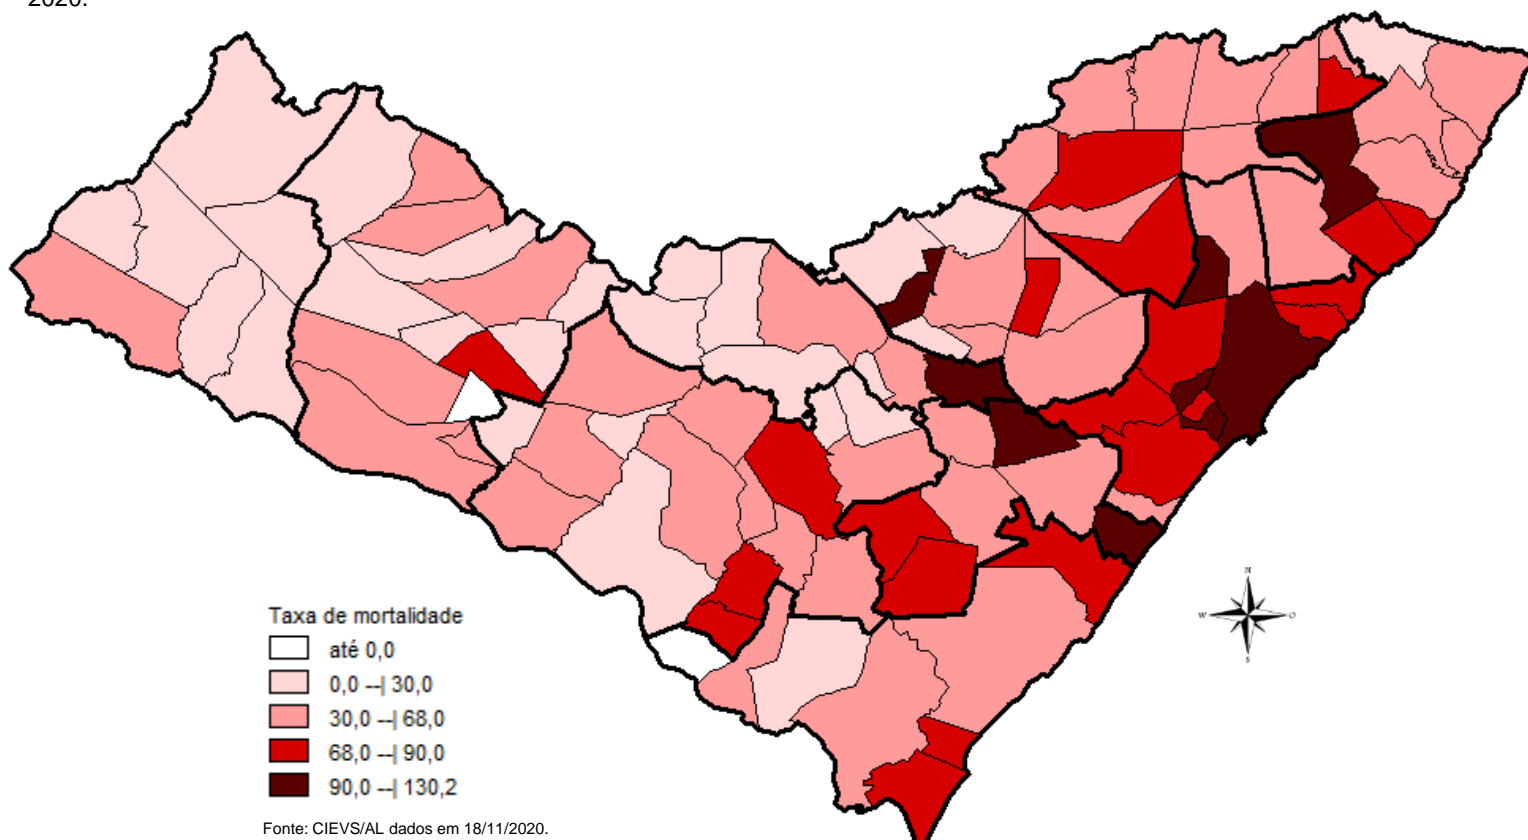 2020.
N
W
O
S
Taxa de mortalidade
até 0,0
0,0 --| 30,0
30,0 --| 68,0
68,0 --| 90,0
90,0 --| 130,2
Fonte: CIEVS/AL dados em 18/11/2020.